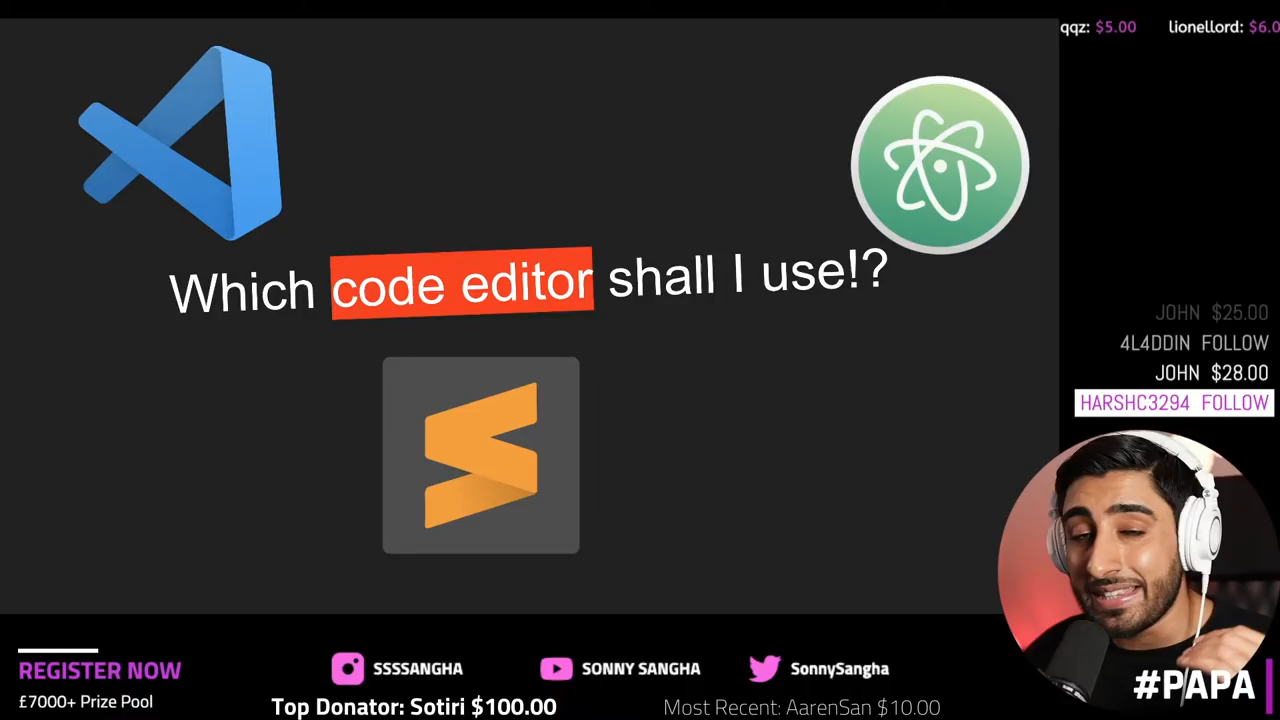 qqz: $5.00 lionellord: $6.0
Which code editor shall I use!?
JOHN $25.00
4L4DDIN FOLLOW
JOHN $28.00
HARSHC3294 FOLLOW
REGISTER NOW
£7000+ Prize Pool
SSSSANGHA
SONNY SANGHA
SonnySangha
Top Donator: Sotiri $100.00
Most Recent: AarenSan $10.00
#PAPA